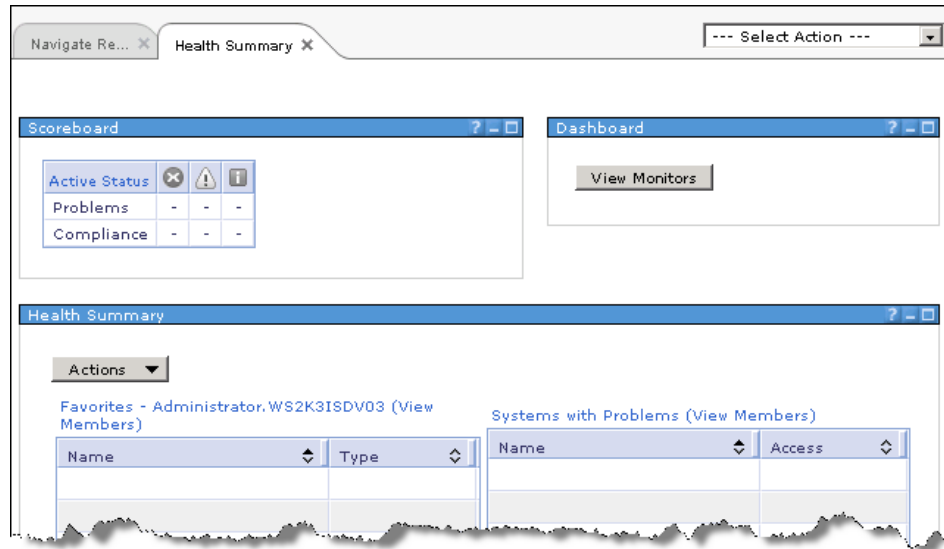 Navigate Re...
Health Summary
--- Select Action ---
Scoreboard
?
Dashboard
?
Active Status
Problems - - -
Compliance - - -
View Monitors
Health Summary
?
Actions
Favorites - Administrator.WS2K3ISDV03 (View
Members)
Systems with Problems (View Members)
Name
Type
Name
Access